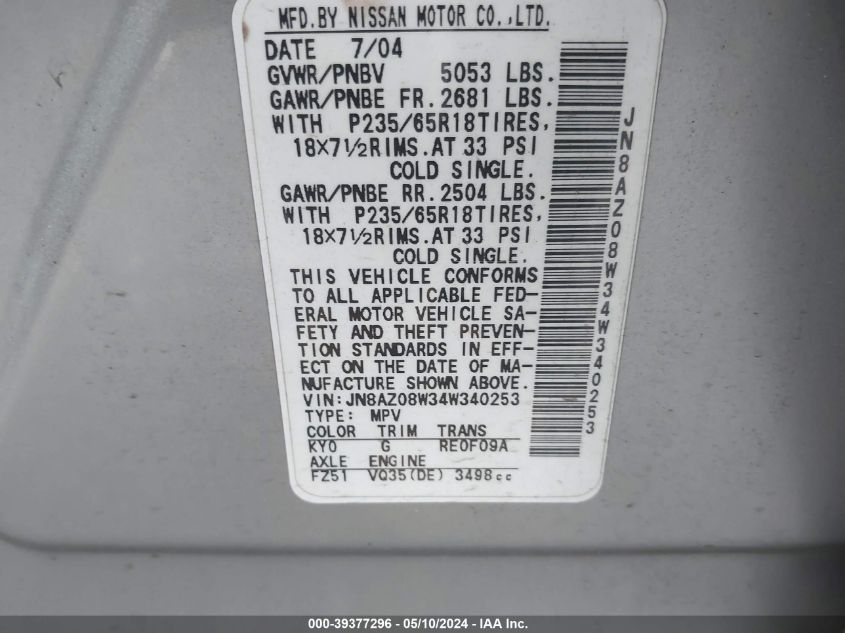 MFD.BY NISSAN MOTOR CO.,LTD.
DATE 7/04
GVWR/PNBV 5053 LBS.
GAWR/PNBE FR.2681 LBS.
WITH P235/65R18TIRES,
18X7½RIMS.AT 33 PSI
COLD SINGLE.
GAWR/PNBE RR.2504 LBS.
WITH P235/65R18TIRES,
18X7½RIMS.AT 33 PSI
COLD SINGLE.
THIS VEHICLE CONFORMS
TO ALL APPLICABLE FED-
ERAL MOTOR VEHICLE SA-
FETY AND THEFT PREVEN-
TION STANDARDS IN EFF-
ECT ON THE DATE OF MA-
NUFACTURE SHOWN ABOVE.
VIN:JN8AZ08W34W340253
TYPE: MPV
COLOR TRIM TRANS
KY0 G RE0F09A
AXLE ENGINE
FZ51 VQ35(DE) 3498cc
JN8AZ08W34W340253
000-39377296 - 05/10/2024 - IAA Inc.